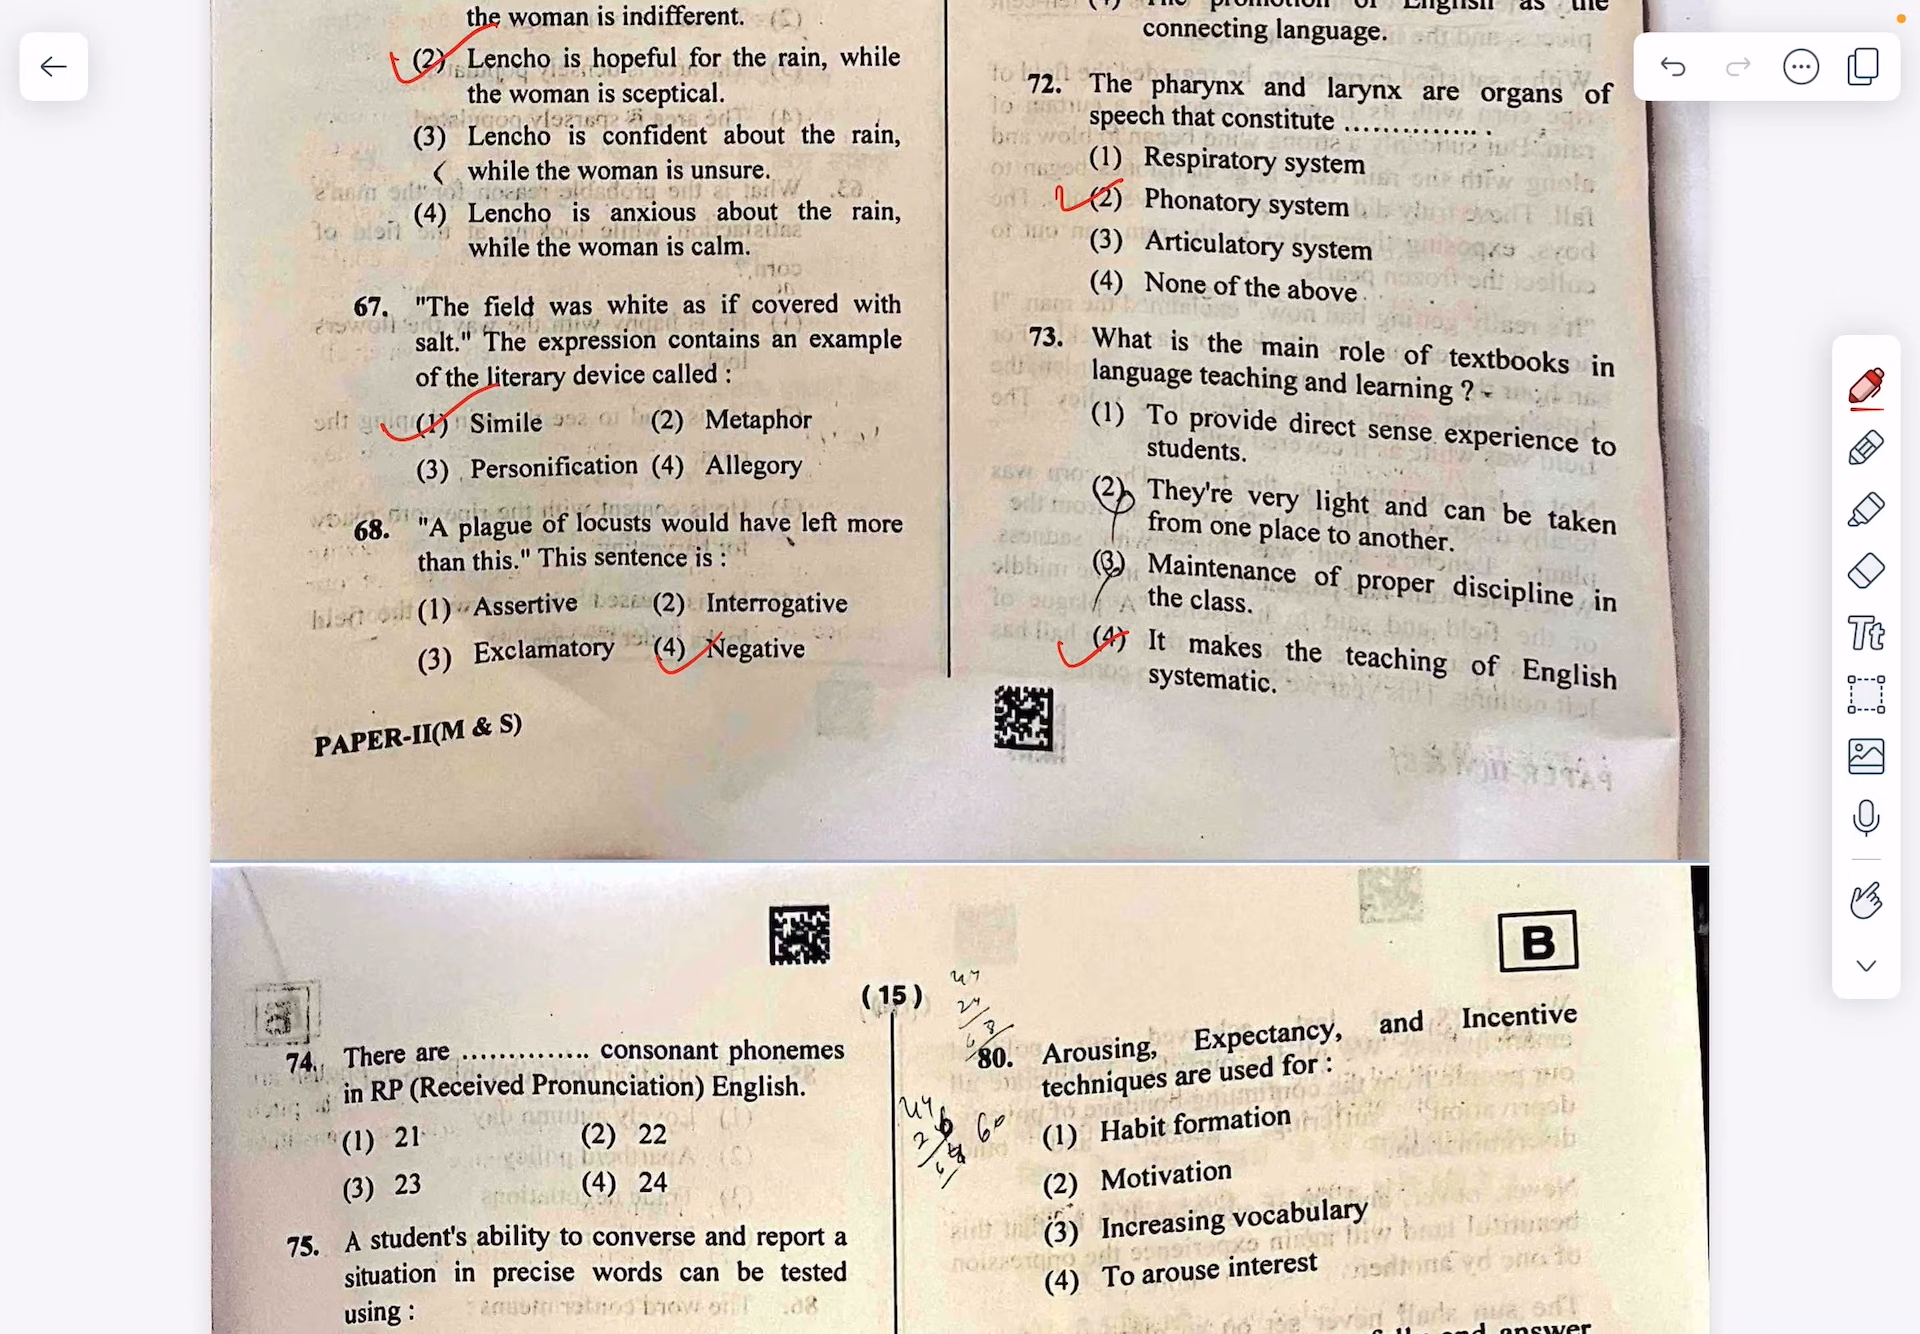 the woman is indifferent.
(2) Lencho is hopeful for the rain, while
the woman is sceptical.
(3) Lencho is confident about the rain,
while the woman is unsure.
(4) Lencho is anxious about the rain,
while the woman is calm.
67. "The field was white as if covered with
salt." The expression contains an example
of the literary device called :
(1) Simile (2) Metaphor
(3) Personification (4) Allegory
68. "A plague of locusts would have left more
than this." This sentence is :
(1) Assertive (2) Interrogative
(3) Exclamatory (4) Negative
PAPER-II(M & S)
connecting language.
72. The pharynx and larynx are organs of
speech that constitute ..............
(1) Respiratory system
(2) Phonatory system
(3) Articulatory system
(4) None of the above
73. What is the main role of textbooks in
language teaching and learning ?
(1) To provide direct sense experience to
students.
(2) They're very light and can be taken
from one place to another.
(3) Maintenance of proper discipline in
the class.
(4) It makes the teaching of English
systematic.
Tt
B
( 15 )
74. There are .............. consonant phonemes
in RP (Received Pronunciation) English.
(1) 21 (2) 22
(3) 23 (4) 24
75. A student's ability to converse and report a
situation in precise words can be tested
using :
80. Arousing, Expectancy, and Incentive
techniques are used for :
(1) Habit formation
(2) Motivation
(3) Increasing vocabulary
(4) To arouse interest